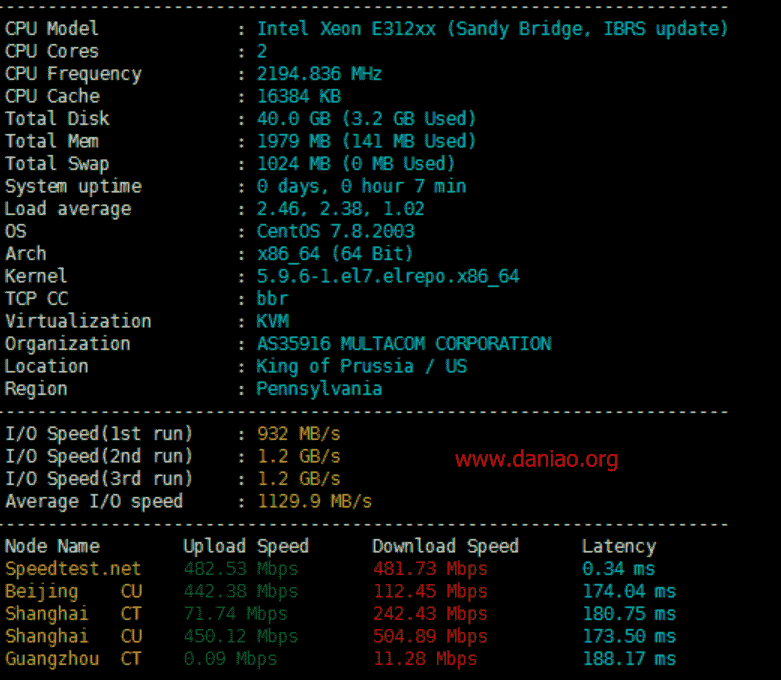 CPU Model : Intel Xeon E312xx (Sandy Bridge, IBRS update)
CPU Cores : 2
CPU Frequency : 2194.836 MHz
CPU Cache : 16384 KB
Total Disk : 40.0 GB (3.2 GB Used)
Total Mem : 1979 MB (141 MB Used)
Total Swap : 1024 MB (0 MB Used)
System uptime : 0 days, 0 hour 7 min
Load average : 2.46, 2.38, 1.02
OS : CentOS 7.8.2003
Arch : x86_64 (64 Bit)
Kernel : 5.9.6-1.el7.elrepo.x86_64
TCP CC : bbr
Virtualization : KVM
Organization : AS35916 MULTACOM CORPORATION
Location : King of Prussia / US
Region : Pennsylvania
I/O Speed(1st run) : 932 MB/s
I/O Speed(2nd run) : 1.2 GB/s
www.daniao.org
I/O Speed(3rd run) : 1.2 GB/s
Average I/O speed : 1129.9 MB/s
Node Name Upload Speed Download Speed Latency
Speedtest.net 482.53 Mbps 481.73 Mbps 0.34 ms
Beijing CU 442.38 Mbps 112.45 Mbps 174.04 ms
Shanghai CT 71.74 Mbps 242.43 Mbps 180.75 ms
Shanghai CU 450.12 Mbps 504.89 Mbps 173.50 ms
Guangzhou CT 0.09 Mbps 11.28 Mbps 188.17 ms